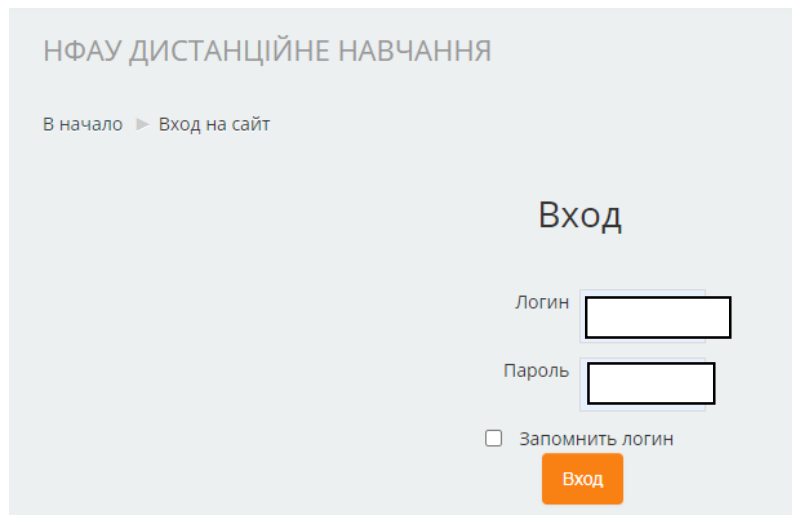 НФАУ ДИСТАНЦІЙНЕ НАВЧАННЯ
В начало ► Вход на сайт
Вход
Логин
Пароль
Запомнить логин
Вход